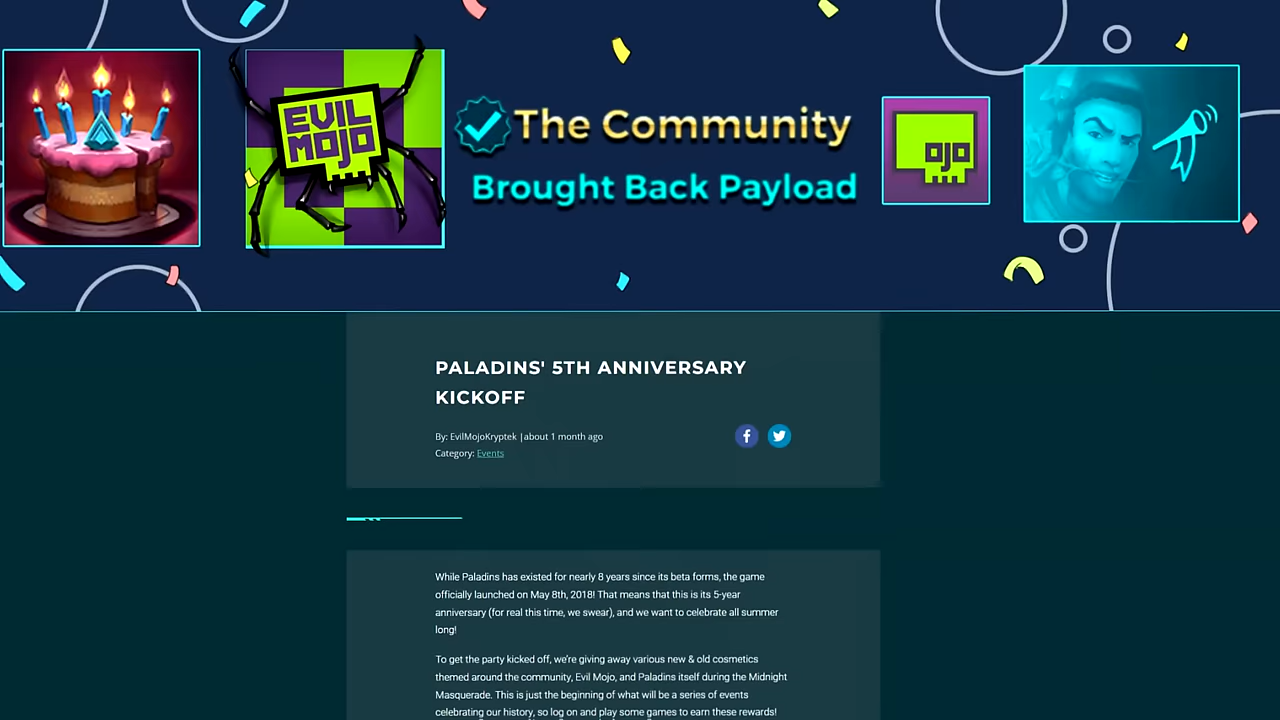 EVIL
MOJO
The Community
Brought Back Payload
OJO
PALADINS' 5TH ANNIVERSARY
KICKOFF
By: EvilMojoKryptek |about 1 month ago
Category: Events
While Paladins has existed for nearly 8 years since its beta forms, the game
officially launched on May 8th, 2018! That means that this is its 5-year
anniversary (for real this time, we swear), and we want to celebrate all summer
long!
To get the party kicked off, we're giving away various new & old cosmetics
themed around the community, Evil Mojo, and Paladins itself during the Midnight
Masquerade. This is just the beginning of what will be a series of events
celebrating our history, so log on and play some games to earn these rewards!